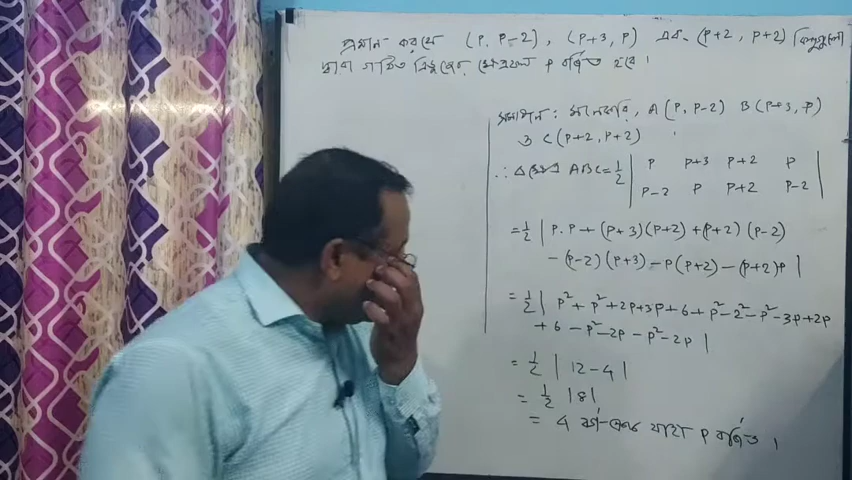 প্রমান করযে (P, P-2), (P+3, P) এবং (P+2, P+2) বিন্দুগুলো
দ্বারা গঠিত ত্রিভুজের ক্ষেত্রফল P বর্জিত হবে।
সমাধান: মনেকরি, A(P, P-2) B(P+3, P)
ও C(P+2, P+2)
∴ Δক্ষেত্র ABC = 1/2 | P P+3 P+2 P |
| P-2 P P+2 P-2 |
= 1/2 | P.P + (P+3)(P+2) + (P+2)(P-2)
- (P-2)(P+3) - P(P+2) - (P+2)P |
= 1/2 | P² + P² + 2P + 3P + 6 + P² - 2² - P² - 3P + 2P
+ 6 - P² - 2P - P² - 2P |
= 1/2 | 12 - 4 |
= 1/2 |8|
= 4 বর্গ-একক যাহা P বর্জিত।